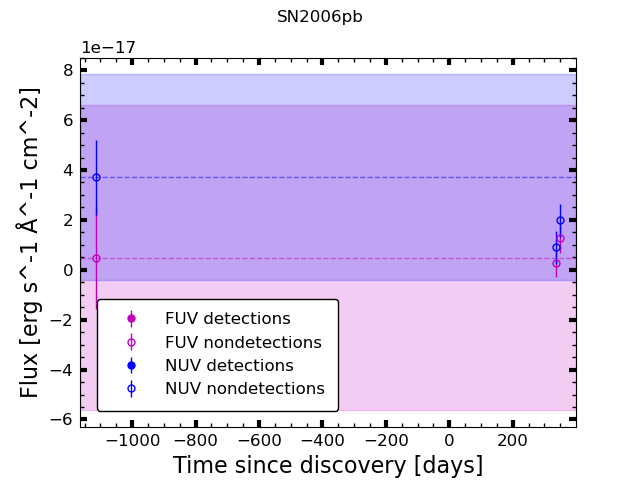 SN2006pb
1e−17
8
6
4
2
0
−2
−4
−6
Flux [erg s^-1 Å^-1 cm^-2]
FUV detections
FUV nondetections
NUV detections
NUV nondetections
−1000 −800 −600 −400 −200 0 200
Time since discovery [days]